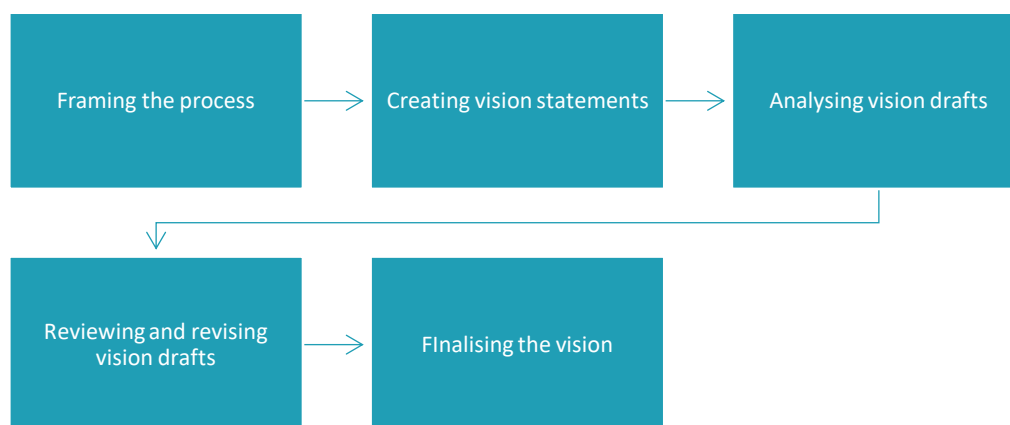 Framing the process
Creating vision statements
Analysing vision drafts
Reviewing and revising
vision drafts
FInalising the vision